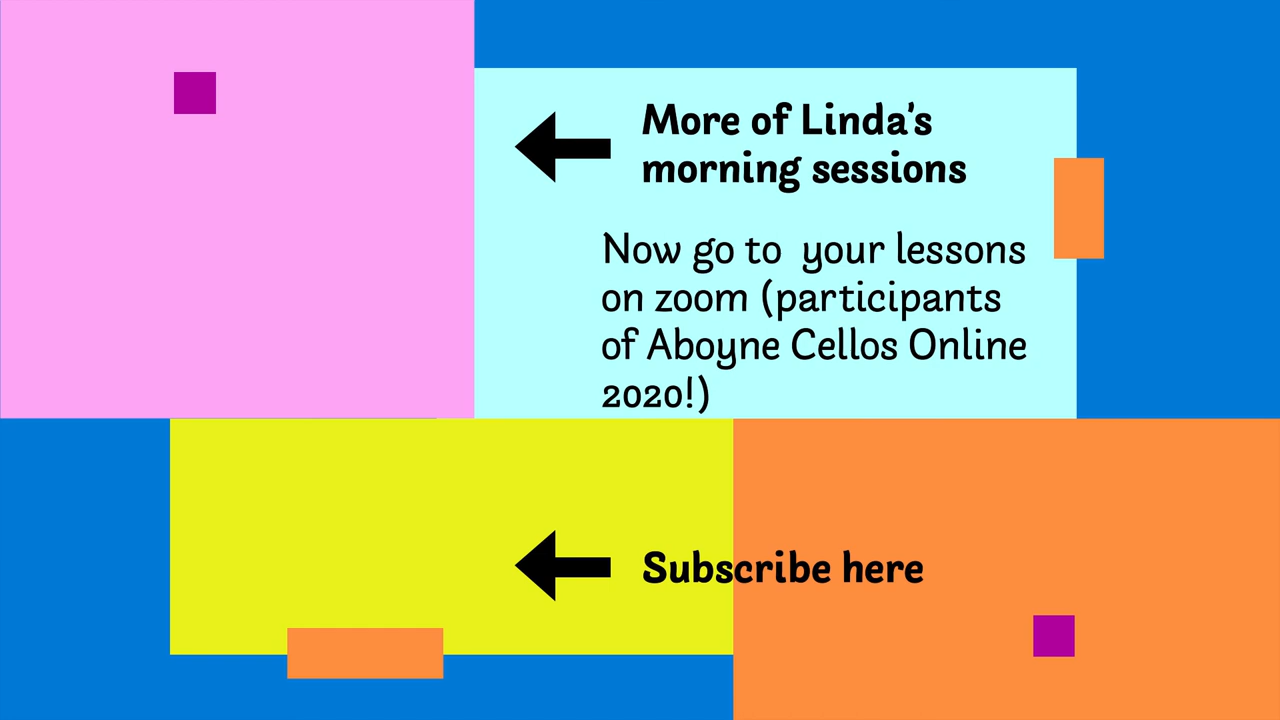 More of Linda's
morning sessions
Now go to  your lessons
on zoom (participants
of Aboyne Cellos Online
2020!)
Subscribe here